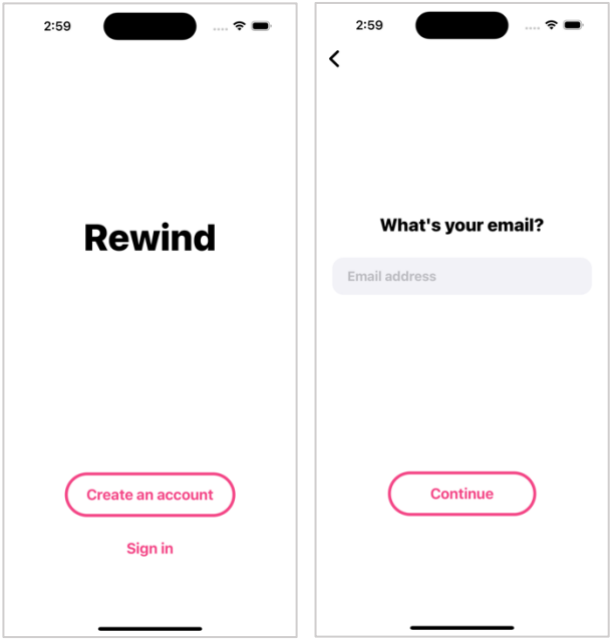 2:59
Rewind
Create an account
Sign in
2:59
What's your email?
Email address
Continue